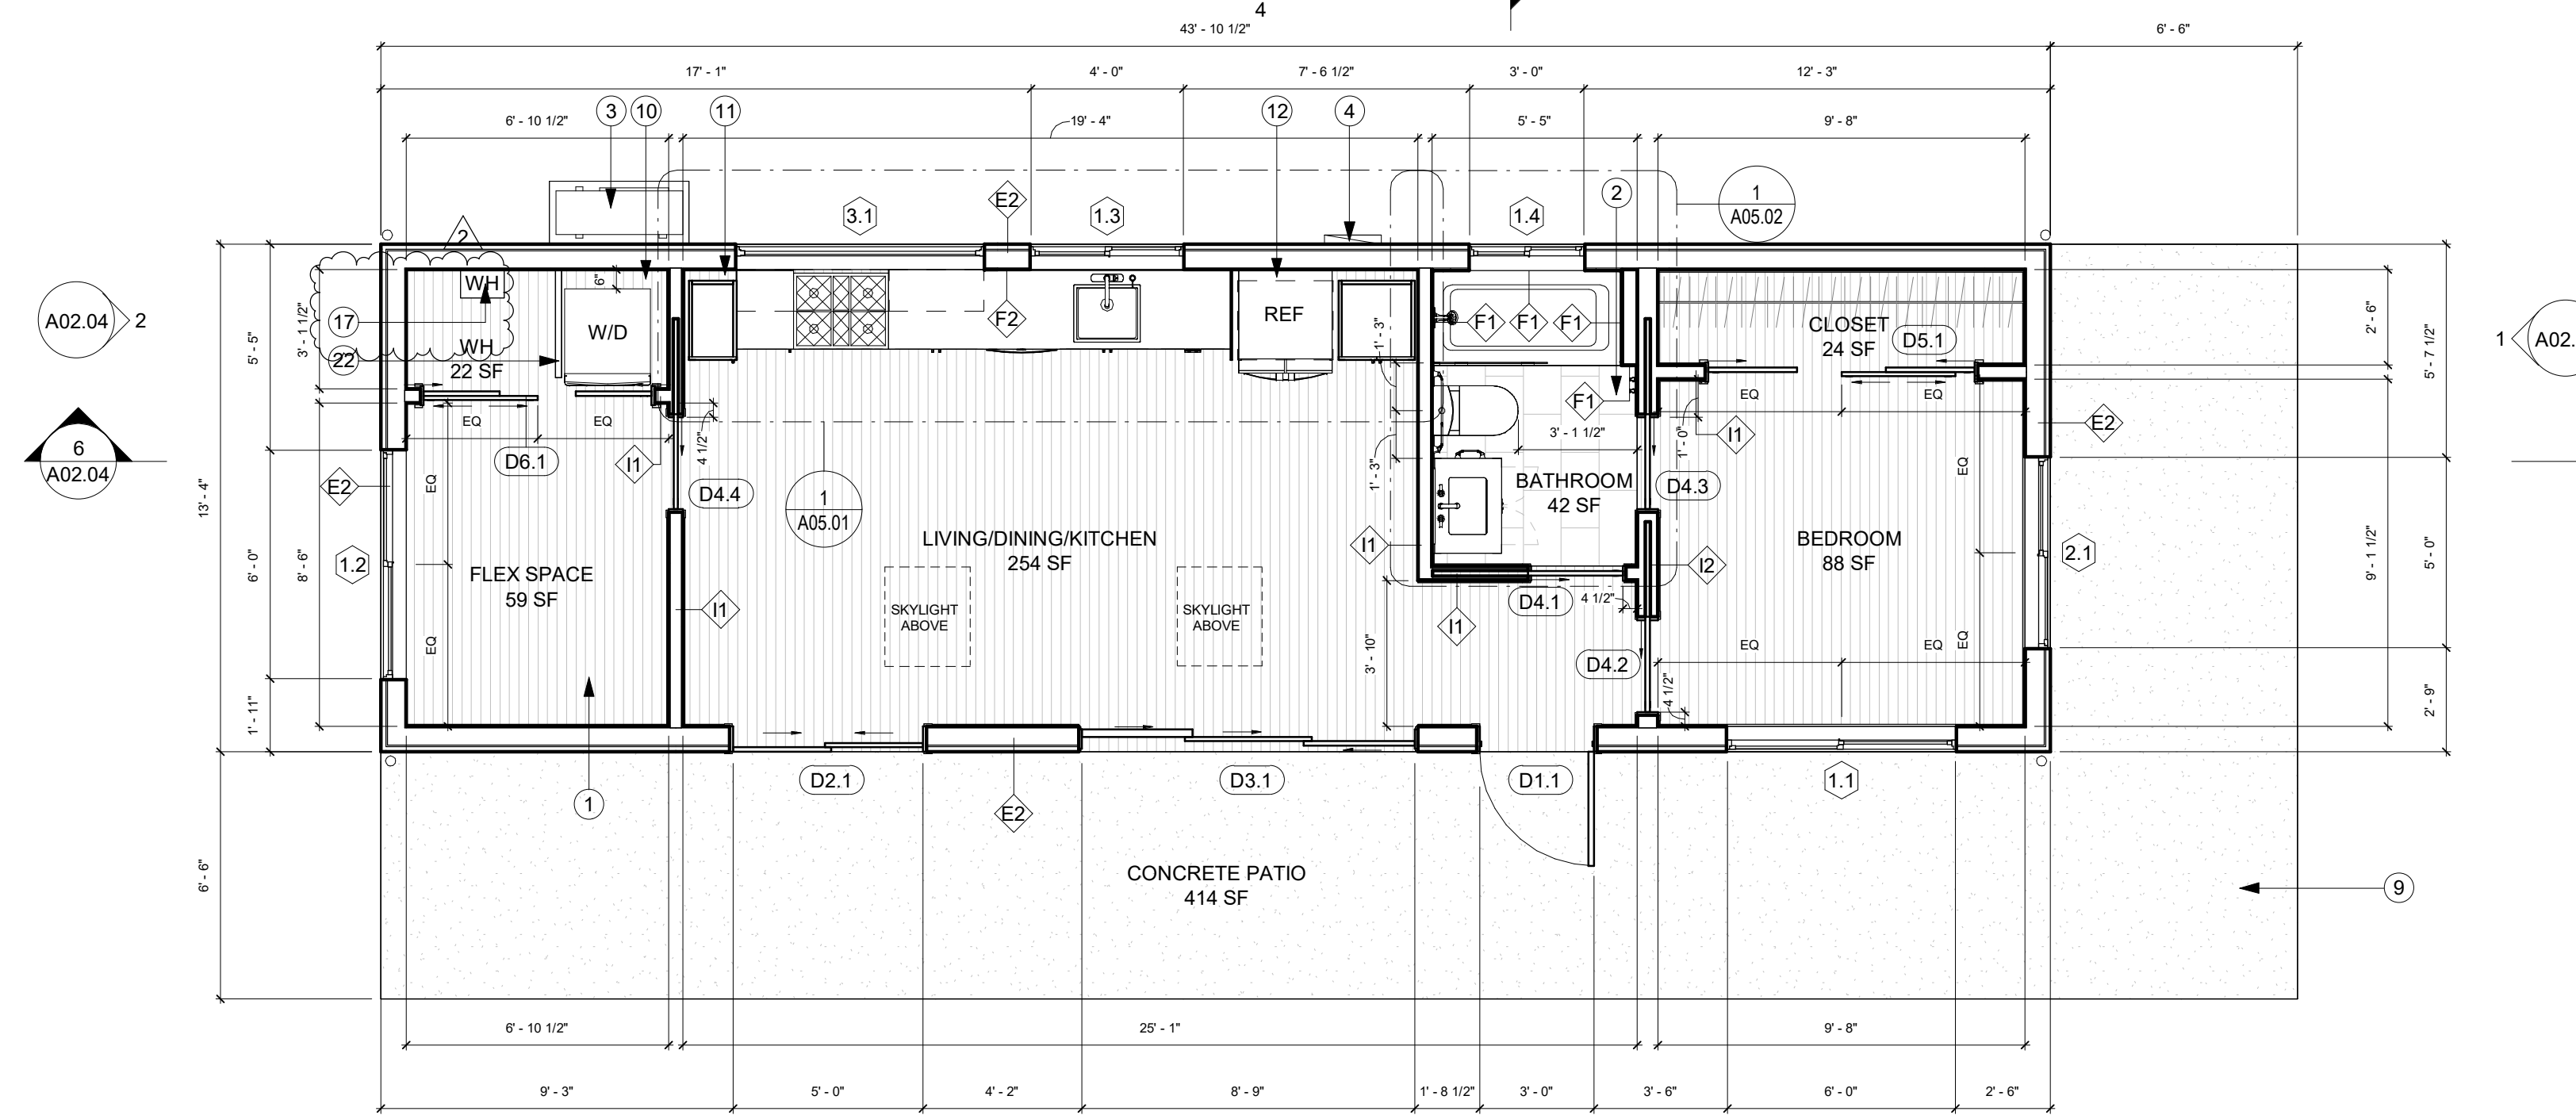 4
43' - 10 1/2"
6' - 6"
17' - 1"
4' - 0"
7' - 6 1/2"
3' - 0"
12' - 3"
6' - 10 1/2"
3
10
11
19' - 4"
12
4
5' - 5"
9' - 8"
2
3.1
E2
1.3
1.4
2
1
A05.02
A02.04
2
17
22
WH
WH
22 SF
6"
W/D
F2
REF
F1
F1
F1
F1
CLOSET
24 SF
D5.1
1
A02.
5' - 5"
3' - 1 1/2"
1' - 3"
1' - 3"
2' - 6"
5' - 7 1/2"
6
A02.04
EQ
EQ
D6.1
I1
4 1/2"
D4.4
3' - 1 1/2"
BATHROOM
42 SF
1' - 0"
I1
D4.3
EQ
EQ
E2
E2
1.2
13' - 4"
6' - 0"
8' - 6"
1' - 11"
EQ
EQ
FLEX SPACE
59 SF
I1
1
A05.01
LIVING/DINING/KITCHEN
254 SF
SKYLIGHT
ABOVE
SKYLIGHT
ABOVE
I1
I1
3' - 10"
D4.1
4 1/2"
I2
D4.2
4 1/2"
BEDROOM
88 SF
EQ
EQ
EQ
EQ
2.1
9' - 1 1/2"
5' - 0"
2' - 9"
1
D2.1
E2
D3.1
D1.1
1.1
6' - 6"
CONCRETE PATIO
414 SF
9
6' - 10 1/2"
25' - 1"
9' - 8"
9' - 3"
5' - 0"
4' - 2"
8' - 9"
1' - 8 1/2"
3' - 0"
3' - 6"
6' - 0"
2' - 6"